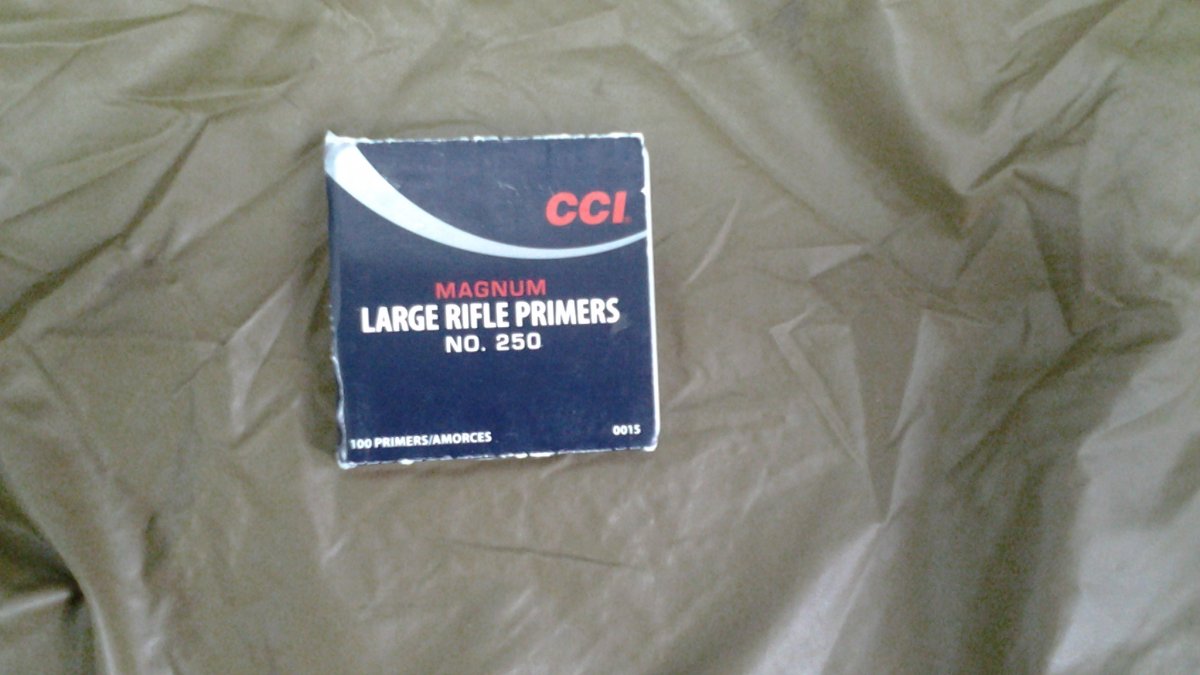 CCI
MAGNUM
LARGE RIFLE PRIMERS
NO. 250
100 PRIMERS/AMORCES
0015